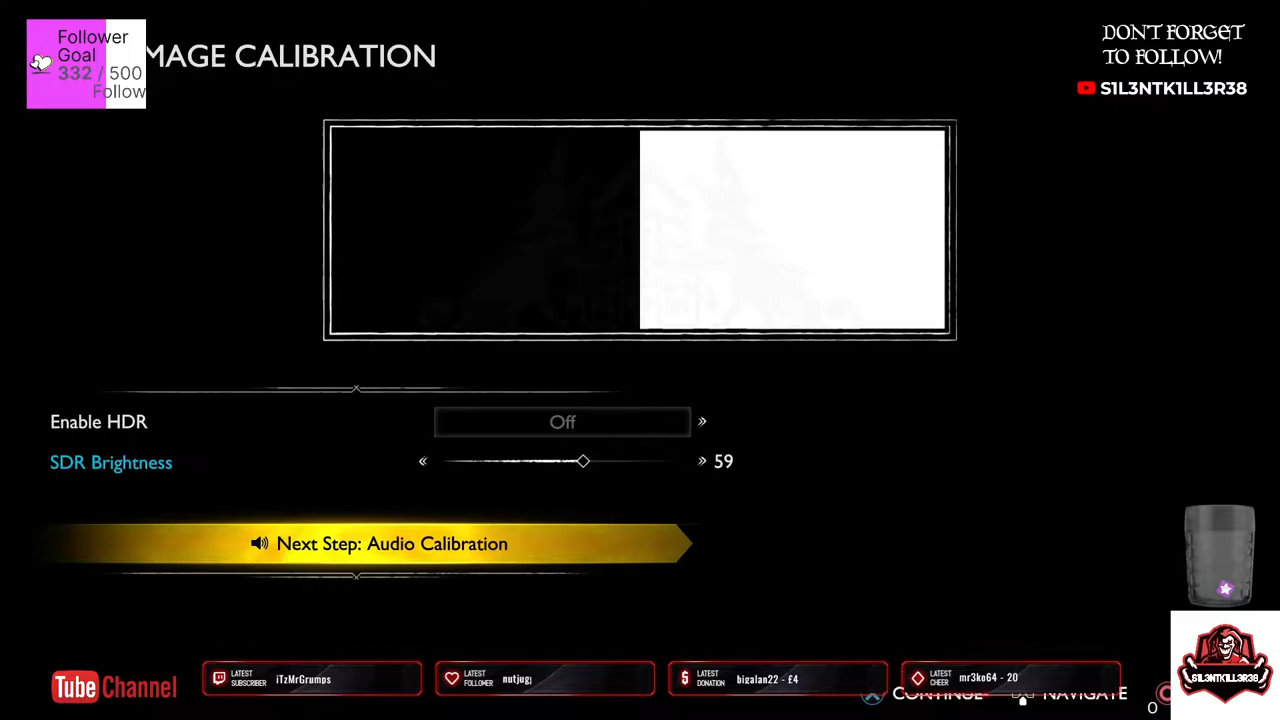 Follower
Goal
332 / 500
Follow
MAGE CALIBRATION
DONT FORGET
TO FOLLOW!
S1L3NTK1LL3R38
Enable HDR
Off
SDR Brightness
59
Next Step: Audio Calibration
Tube Channel
LATEST
SUBSCRIBER
iTzMrGrumps
LATEST
FOLLOWER
nutjug
LATEST
DONATION
bigalan22 - £4
LATEST
CHEER
mr3ko64 - 20
CONTINUE
NAVIGATE
0
S1L3NTK1LL3R38